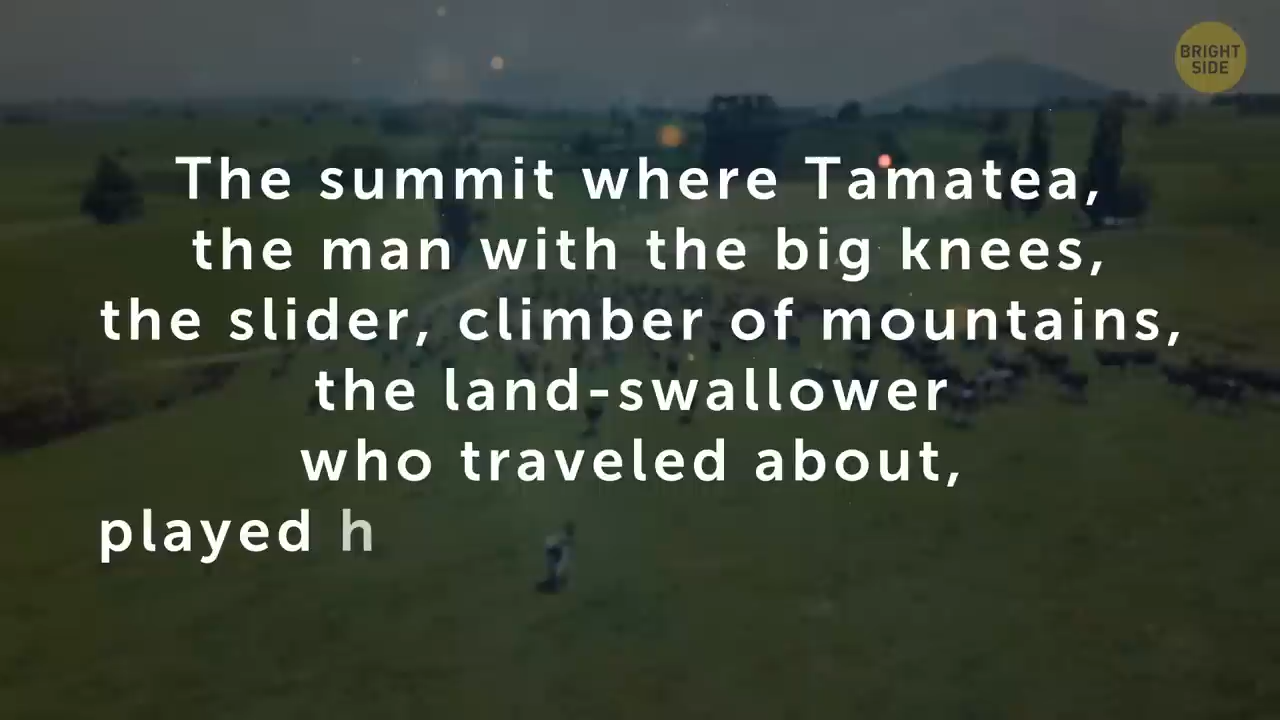 BRIGHT
SIDE
The summit where Tamatea,
the man with the big knees,
the slider, climber of mountains,
the land-swallower
who traveled about,
played h